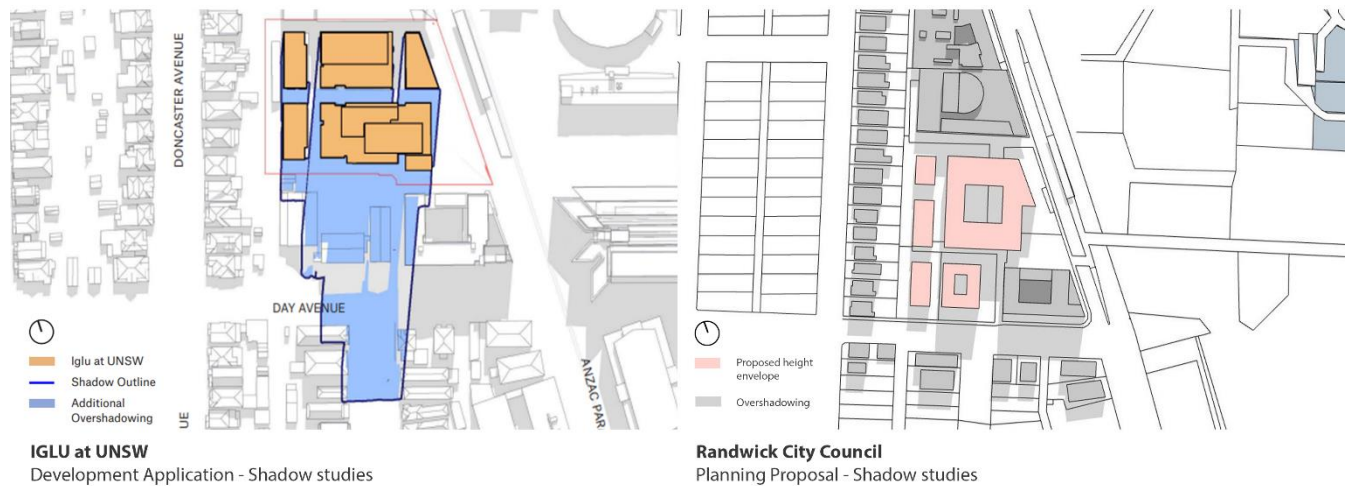 DONCASTER AVENUE
DAY AVENUE
UE
ANZAC PAR
Iglu at UNSW
Shadow Outline
Additional
Overshadowing
IGLU at UNSW
Development Application - Shadow studies
Proposed height
envelope
Overshadowing
Randwick City Council
Planning Proposal - Shadow studies